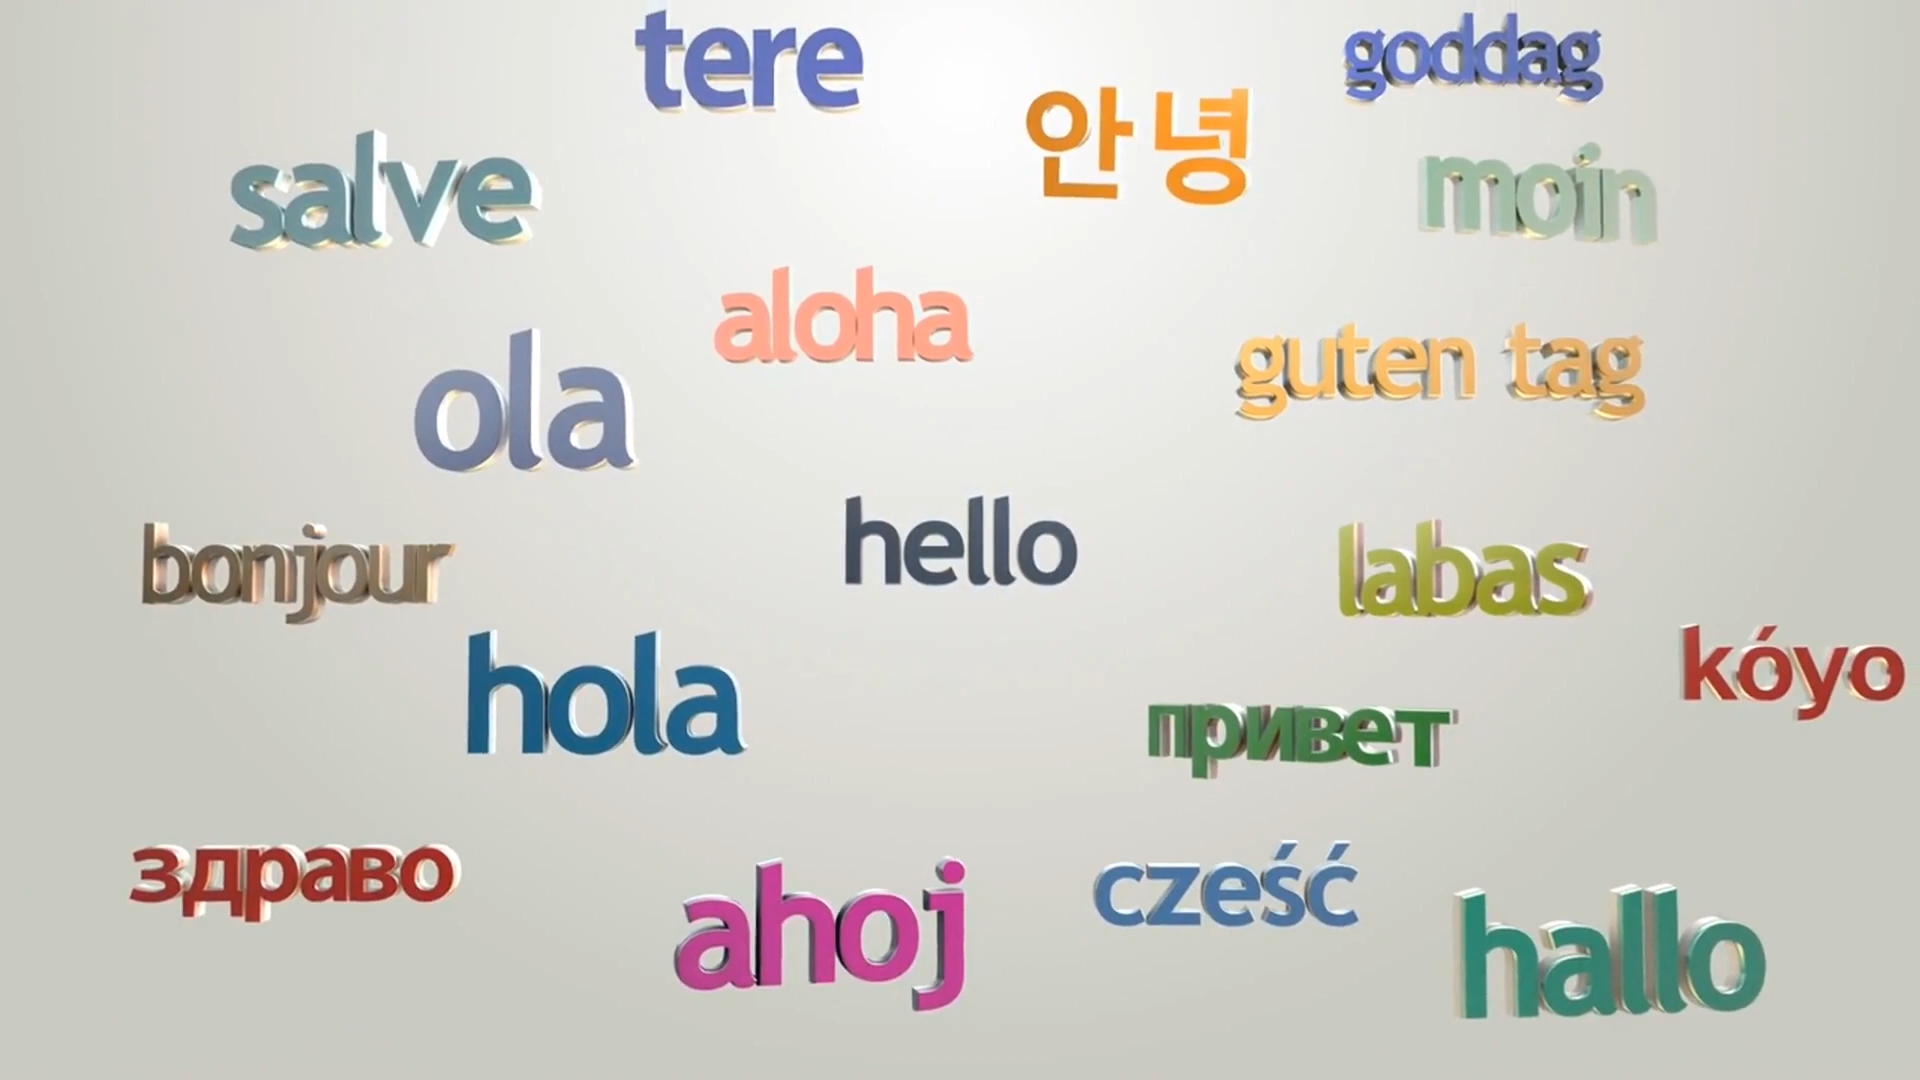 tere
goddag
안녕
salve
moin
aloha
ola
guten tag
hello
bonjour
labas
kóyo
hola
привет
здраво
ahoj
cześć
hallo